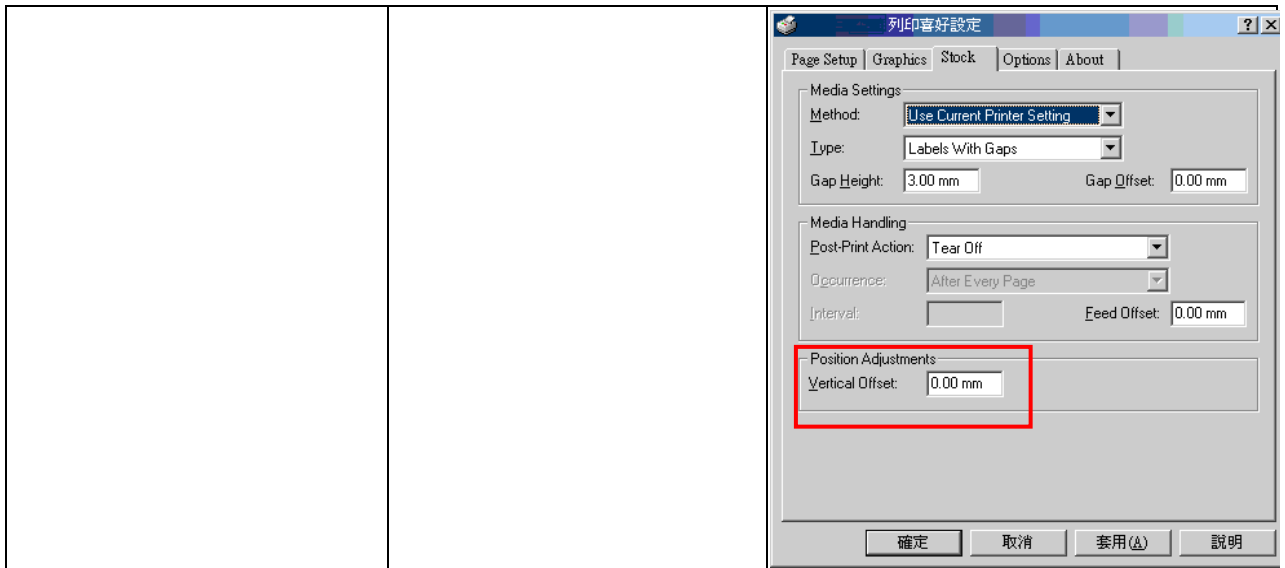 列印喜好設定
Page Setup Graphics Stock Options About
Media Settings
Method: Use Current Printer Setting
Type: Labels With Gaps
Gap Height: 3.00 mm Gap Offset: 0.00 mm
Media Handling
Post-Print Action: Tear Off
Occurrence: After Every Page
Interval: Feed Offset: 0.00 mm
Position Adjustments
Vertical Offset: 0.00 mm
確定 取消 套用(A) 說明